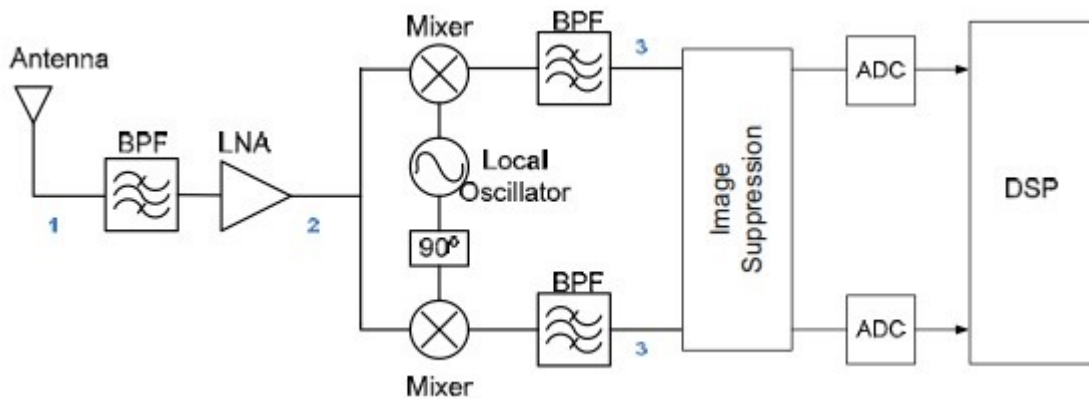 Antenna
BPF
LNA
Mixer
BPF
3
Local
Oscillator
90°
1
2
BPF
3
Mixer
Image
Suppression
ADC
ADC
DSP